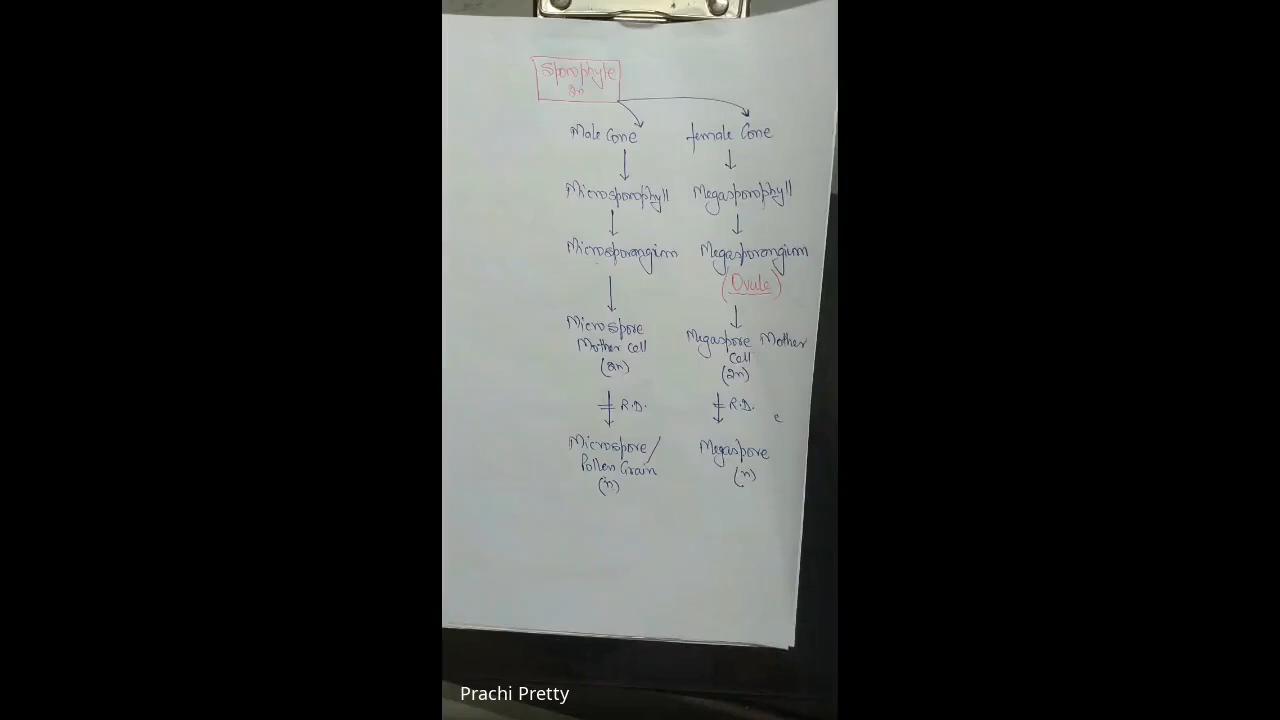 Sporophyte
2n
Male Cone
female Cone
Microsporophyll
Megasporophyll
Microsporangium
Megasporangium
(Ovule)
Microspore
Mother Cell
(2n)
Megaspore Mother
Cell
(2n)
R.D.
R.D.
e
Microspore/
Pollen Grain
(n)
Megaspore
(n)
Prachi Pretty